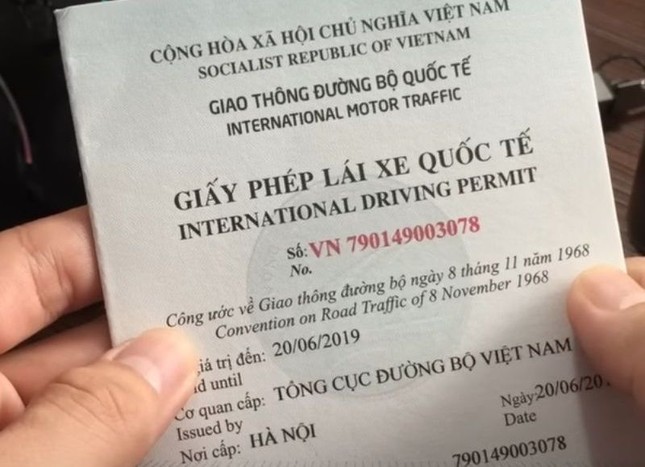 CỘNG HÒA XÃ HỘI CHỦ NGHĨA VIỆT NAM
SOCIALIST REPUBLIC OF VIETNAM
GIAO THÔNG ĐƯỜNG BỘ QUỐC TẾ
INTERNATIONAL MOTOR TRAFFIC
GIẤY PHÉP LÁI XE QUỐC TẾ
INTERNATIONAL DRIVING PERMIT
Số: VN 790149003078
No.
Công ước về Giao thông đường bộ ngày 8 tháng 11 năm 1968
Convention on Road Traffic of 8 November 1968
trị đến: 20/06/2019
until
Cơ quan cấp: TỔNG CỤC ĐƯỜNG BỘ VIỆT NAM
Issued by
Nơi cấp: HÀ NỘI
Ngày: 20/06/20
Date
790149003078